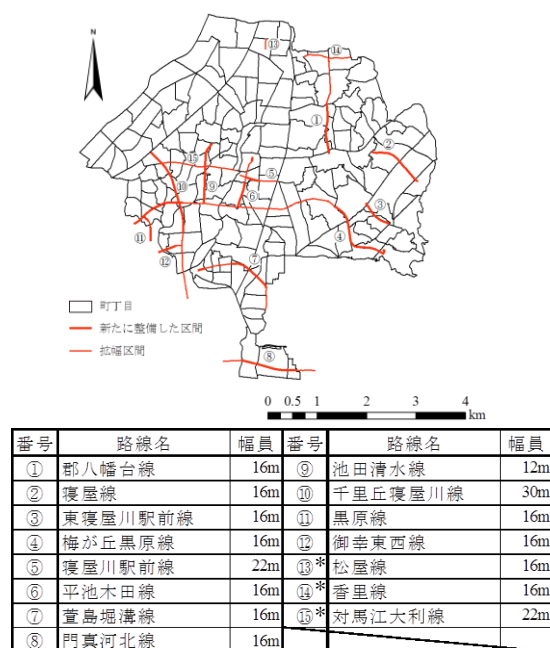 N
⑬
⑭
①
②
⑮
⑤
⑩
⑨
⑥
③
⑪
④
⑫
⑦
町丁目
新たに整備した区間
拡幅区間
⑧
0 0.5 1 2 3 4
km
番号 路線名 幅員 番号 路線名 幅員
① 郡八幡台線 16m ⑨ 池田清水線 12m
② 寝屋線 16m ⑩ 千里丘寝屋川線 30m
③ 東寝屋川駅前線 16m ⑪ 黒原線 16m
④ 梅が丘黒原線 16m ⑫ 御幸東西線 16m
⑤ 寝屋川駅前線 22m ⑬* 松屋線 16m
⑥ 平池木田線 16m ⑭* 香里線 16m
⑦ 萱島堀溝線 16m ⑮* 対馬江大利線 22m
⑧ 門真河北線 16m